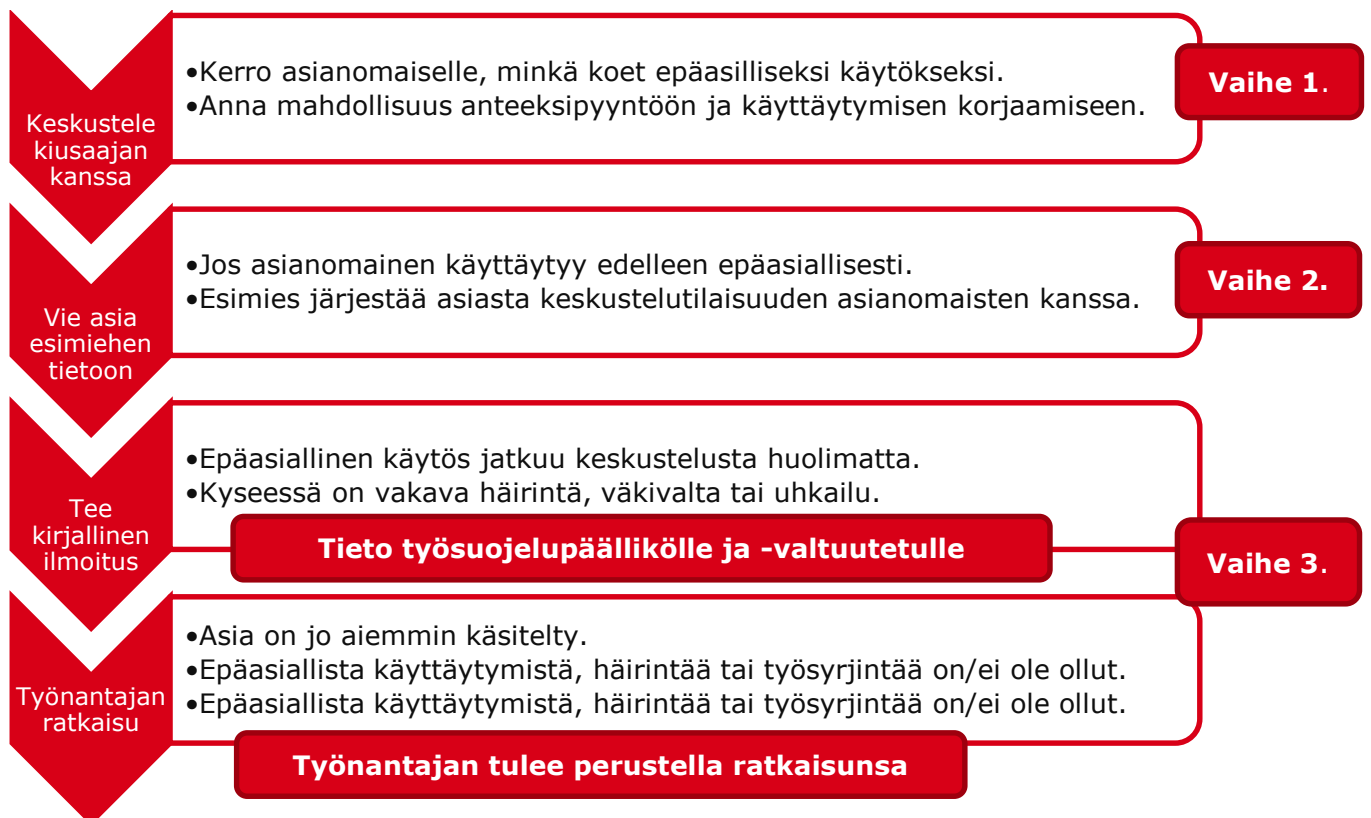 Keskustele
kiusaajan
kanssa
•Kerro asianomaiselle, minkä koet epäasilliseksi käytökseksi.
•Anna mahdollisuus anteeksipyyntöön ja käyttäytymisen korjaamiseen.
Vaihe 1.
Vie asia
esimiehen
tietoon
•Jos asianomainen käyttäytyy edelleen epäasiallisesti.
•Esimies järjestää asiasta keskustelutilaisuuden asianomaisten kanssa.
Vaihe 2.
Tee
kirjallinen
ilmoitus
•Epäasiallinen käytös jatkuu keskustelusta huolimatta.
•Kyseessä on vakava häirintä, väkivalta tai uhkailu.
Tieto työsuojelupäällikölle ja -valtuutetulle
Vaihe 3.
Työnantajan
ratkaisu
•Asia on jo aiemmin käsitelty.
•Epäasiallista käyttäytymistä, häirintää tai työsyrjintää on/ei ole ollut.
•Epäasiallista käyttäytymistä, häirintää tai työsyrjintää on/ei ole ollut.
Työnantajan tulee perustella ratkaisunsa